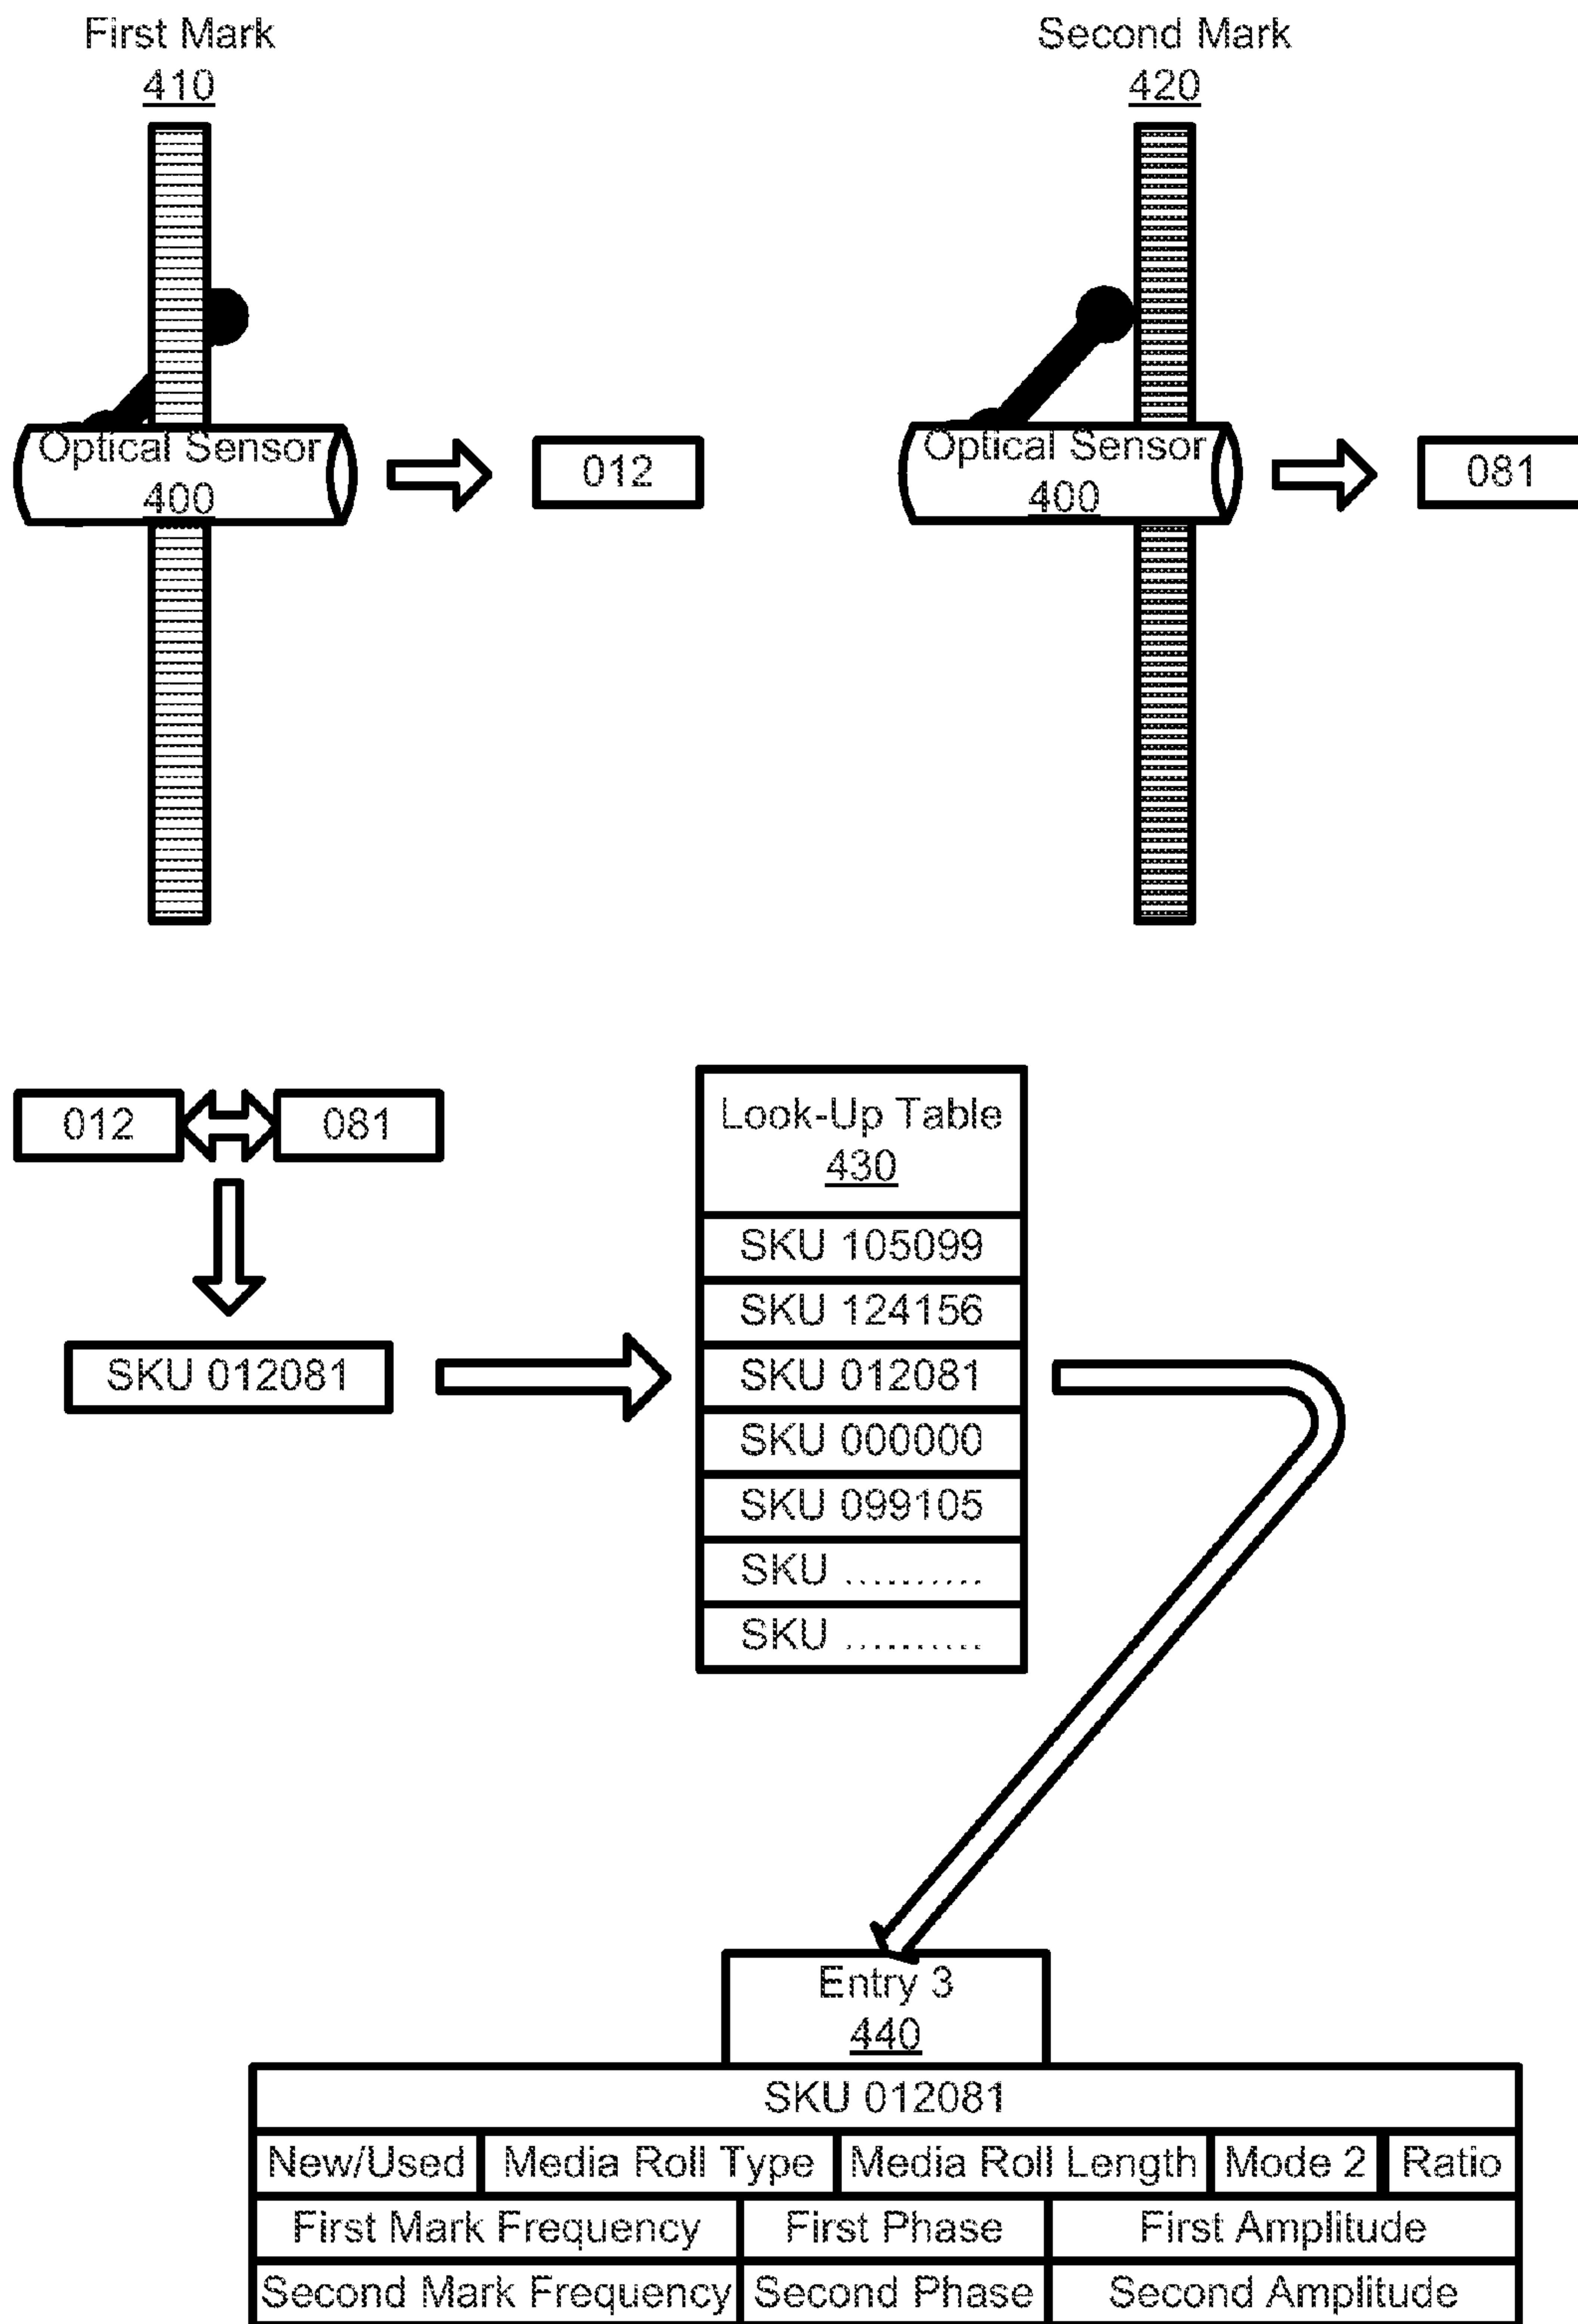 First Mark
410
Second Mark
420
Optical Sensor
400
012
Optical Sensor
400
081
012
081
SKU 012081
Look-Up Table
430
SKU 105099
SKU 124156
SKU 012081
SKU 000000
SKU 099105
SKU ..........
SKU ..........
Entry 3
440
SKU 012081
New/Used Media Roll Type Media Roll Length Mode 2 Ratio
First Mark Frequency First Phase First Amplitude
Second Mark Frequency Second Phase Second Amplitude